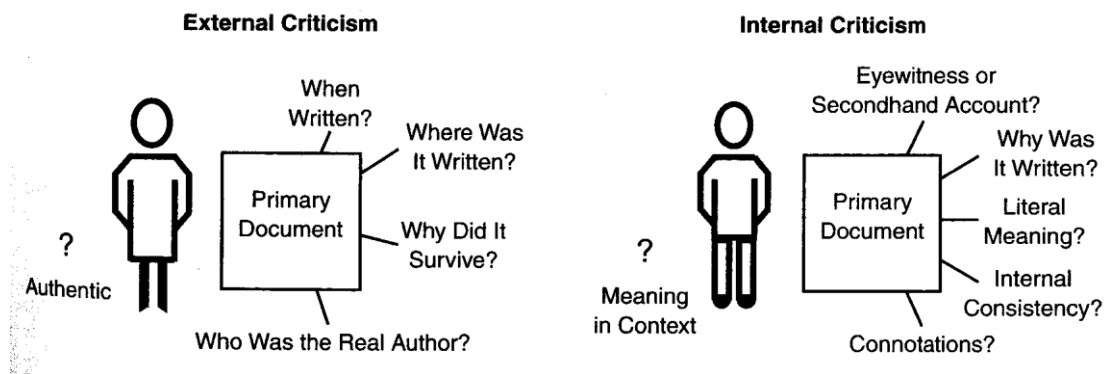 External Criticism
When
Written?
Where Was
It Written?
Primary
Document
Why Did It
Survive?
?
Authentic
Who Was the Real Author?
Internal Criticism
Eyewitness or
Secondhand Account?
Why Was
It Written?
Primary
Document
Literal
Meaning?
?
Meaning
in Context
Internal
Consistency?
Connotations?